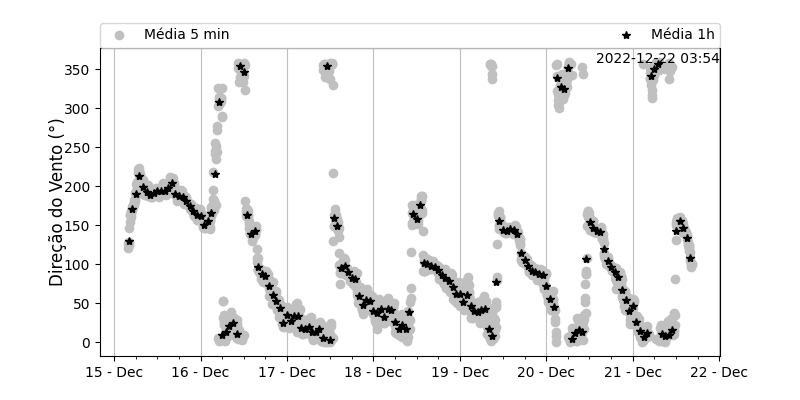 Média 5 min
Média 1h
2022-12-22 03:54
Direção do Vento (°)
350
300
250
200
150
100
50
0
15 - Dec
16 - Dec
17 - Dec
18 - Dec
19 - Dec
20 - Dec
21 - Dec
22 - Dec